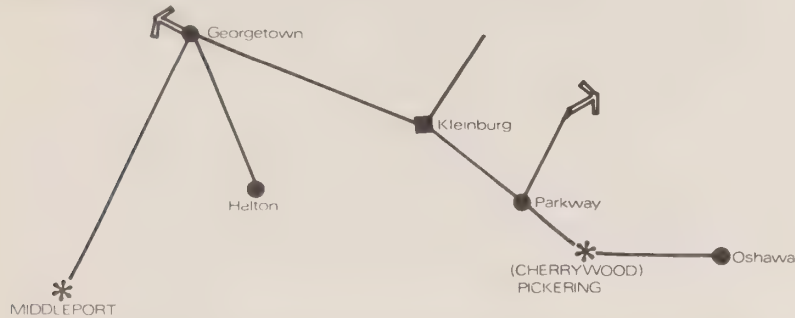 Georgetown
Kleinburg
Halton
Parkway
Oshawa
(CHERRYWOOD)
PICKERING
MIDDLEPORT